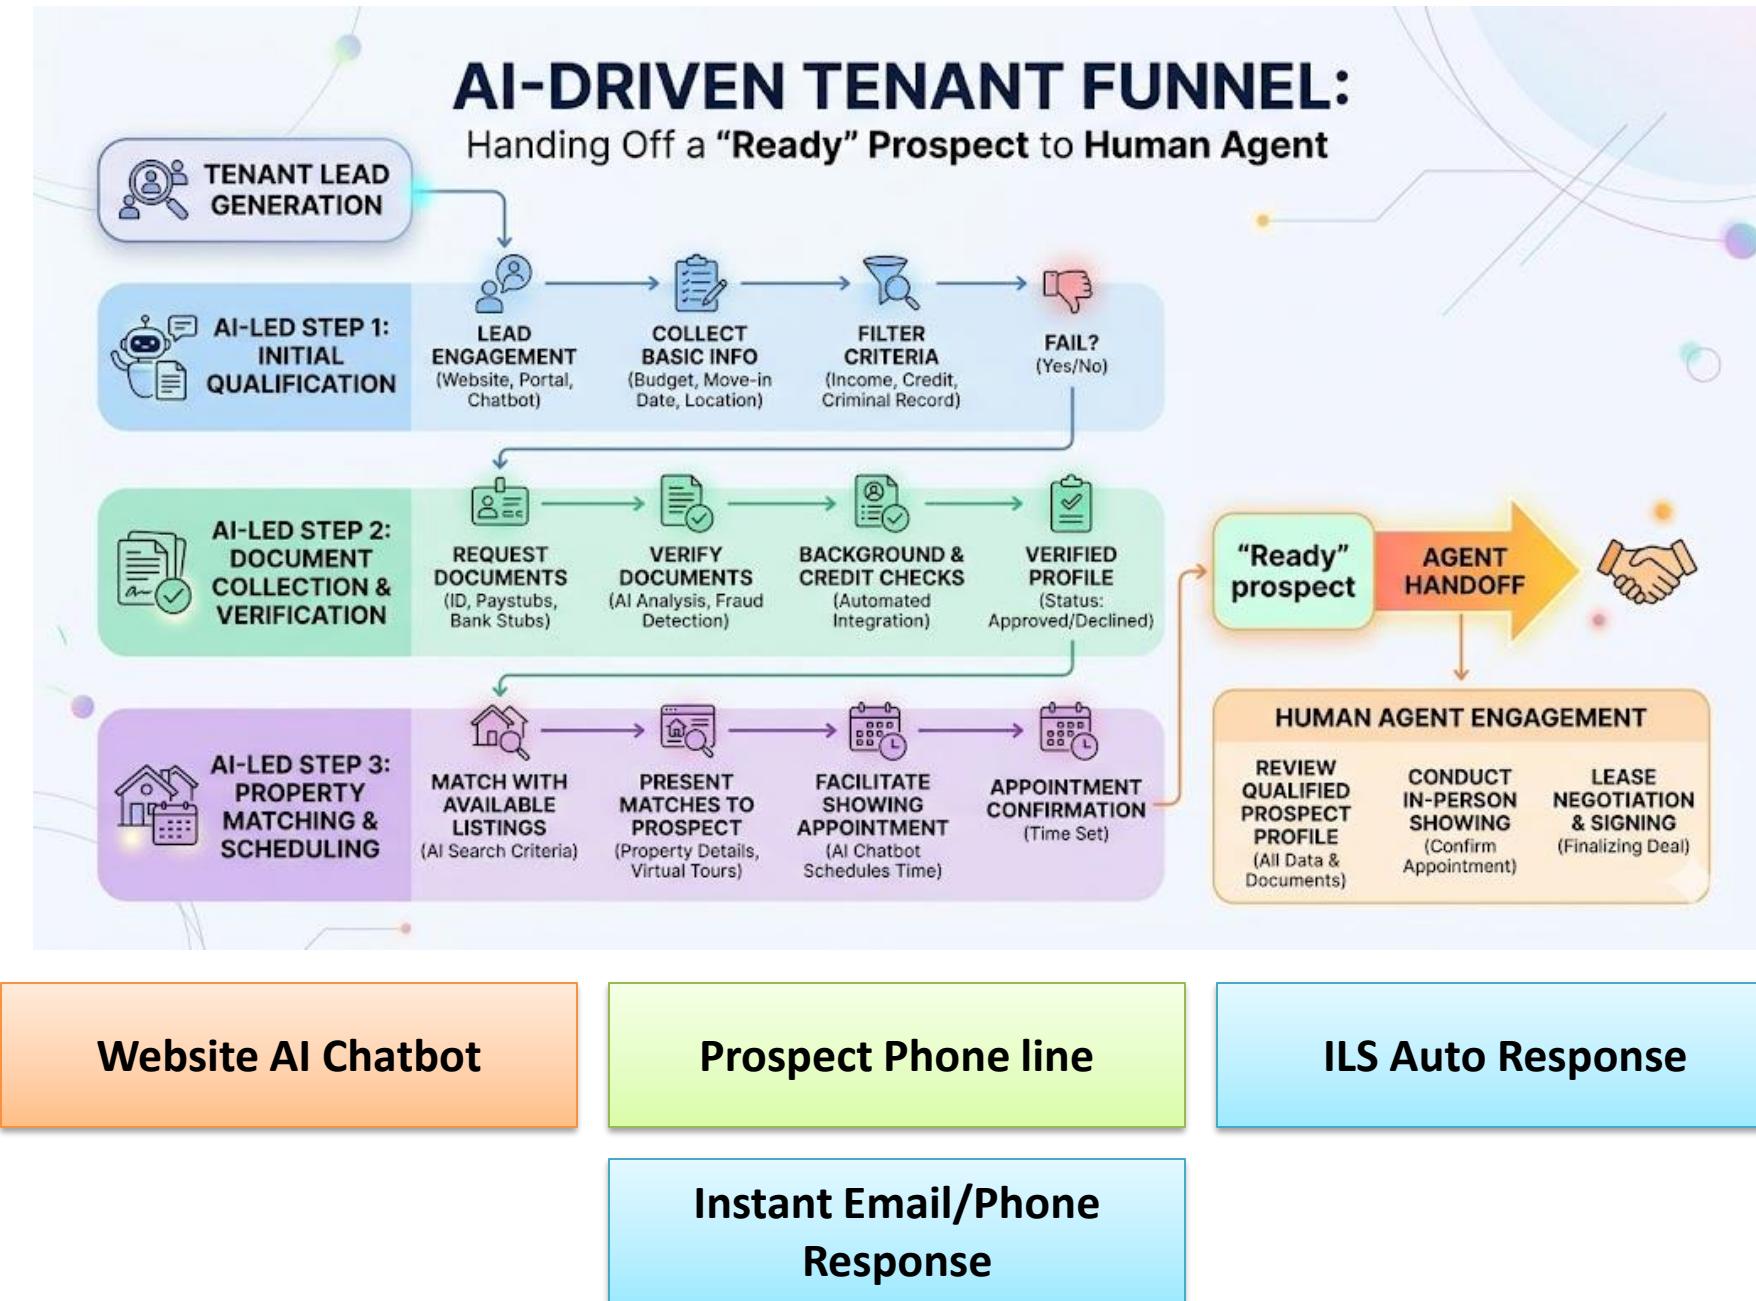 AI-DRIVEN TENANT FUNNEL:
Handing Off a “Ready” Prospect to Human Agent
TENANT LEAD
GENERATION
AI-LED STEP 1:
INITIAL
QUALIFICATION
LEAD
ENGAGEMENT
(Website, Portal,
Chatbot)
COLLECT
BASIC INFO
(Budget, Move-in
Date, Location)
FILTER
CRITERIA
(Income, Credit,
Criminal Record)
FAIL?
(Yes/No)
AI-LED STEP 2:
DOCUMENT
COLLECTION &
VERIFICATION
REQUEST
DOCUMENTS
(ID, Paystubs,
Bank Stubs)
VERIFY
DOCUMENTS
(AI Analysis, Fraud
Detection)
BACKGROUND &
CREDIT CHECKS
(Automated
Integration)
VERIFIED
PROFILE
(Status:
Approved/Declined)
“Ready”
prospect
AGENT
HANDOFF
AI-LED STEP 3:
PROPERTY
MATCHING &
SCHEDULING
MATCH WITH
AVAILABLE
LISTINGS
(AI Search Criteria)
PRESENT
MATCHES TO
PROSPECT
(Property Details,
Virtual Tours)
FACILITATE
SHOWING
APPOINTMENT
(AI Chatbot
Schedules Time)
APPOINTMENT
CONFIRMATION
(Time Set)
HUMAN AGENT ENGAGEMENT
REVIEW
QUALIFIED
PROSPECT
PROFILE
(All Data &
Documents)
CONDUCT
IN-PERSON
SHOWING
(Confirm
Appointment)
LEASE
NEGOTIATION
& SIGNING
(Finalizing Deal)
Website AI Chatbot
Prospect Phone line
ILS Auto Response
Instant Email/Phone
Response